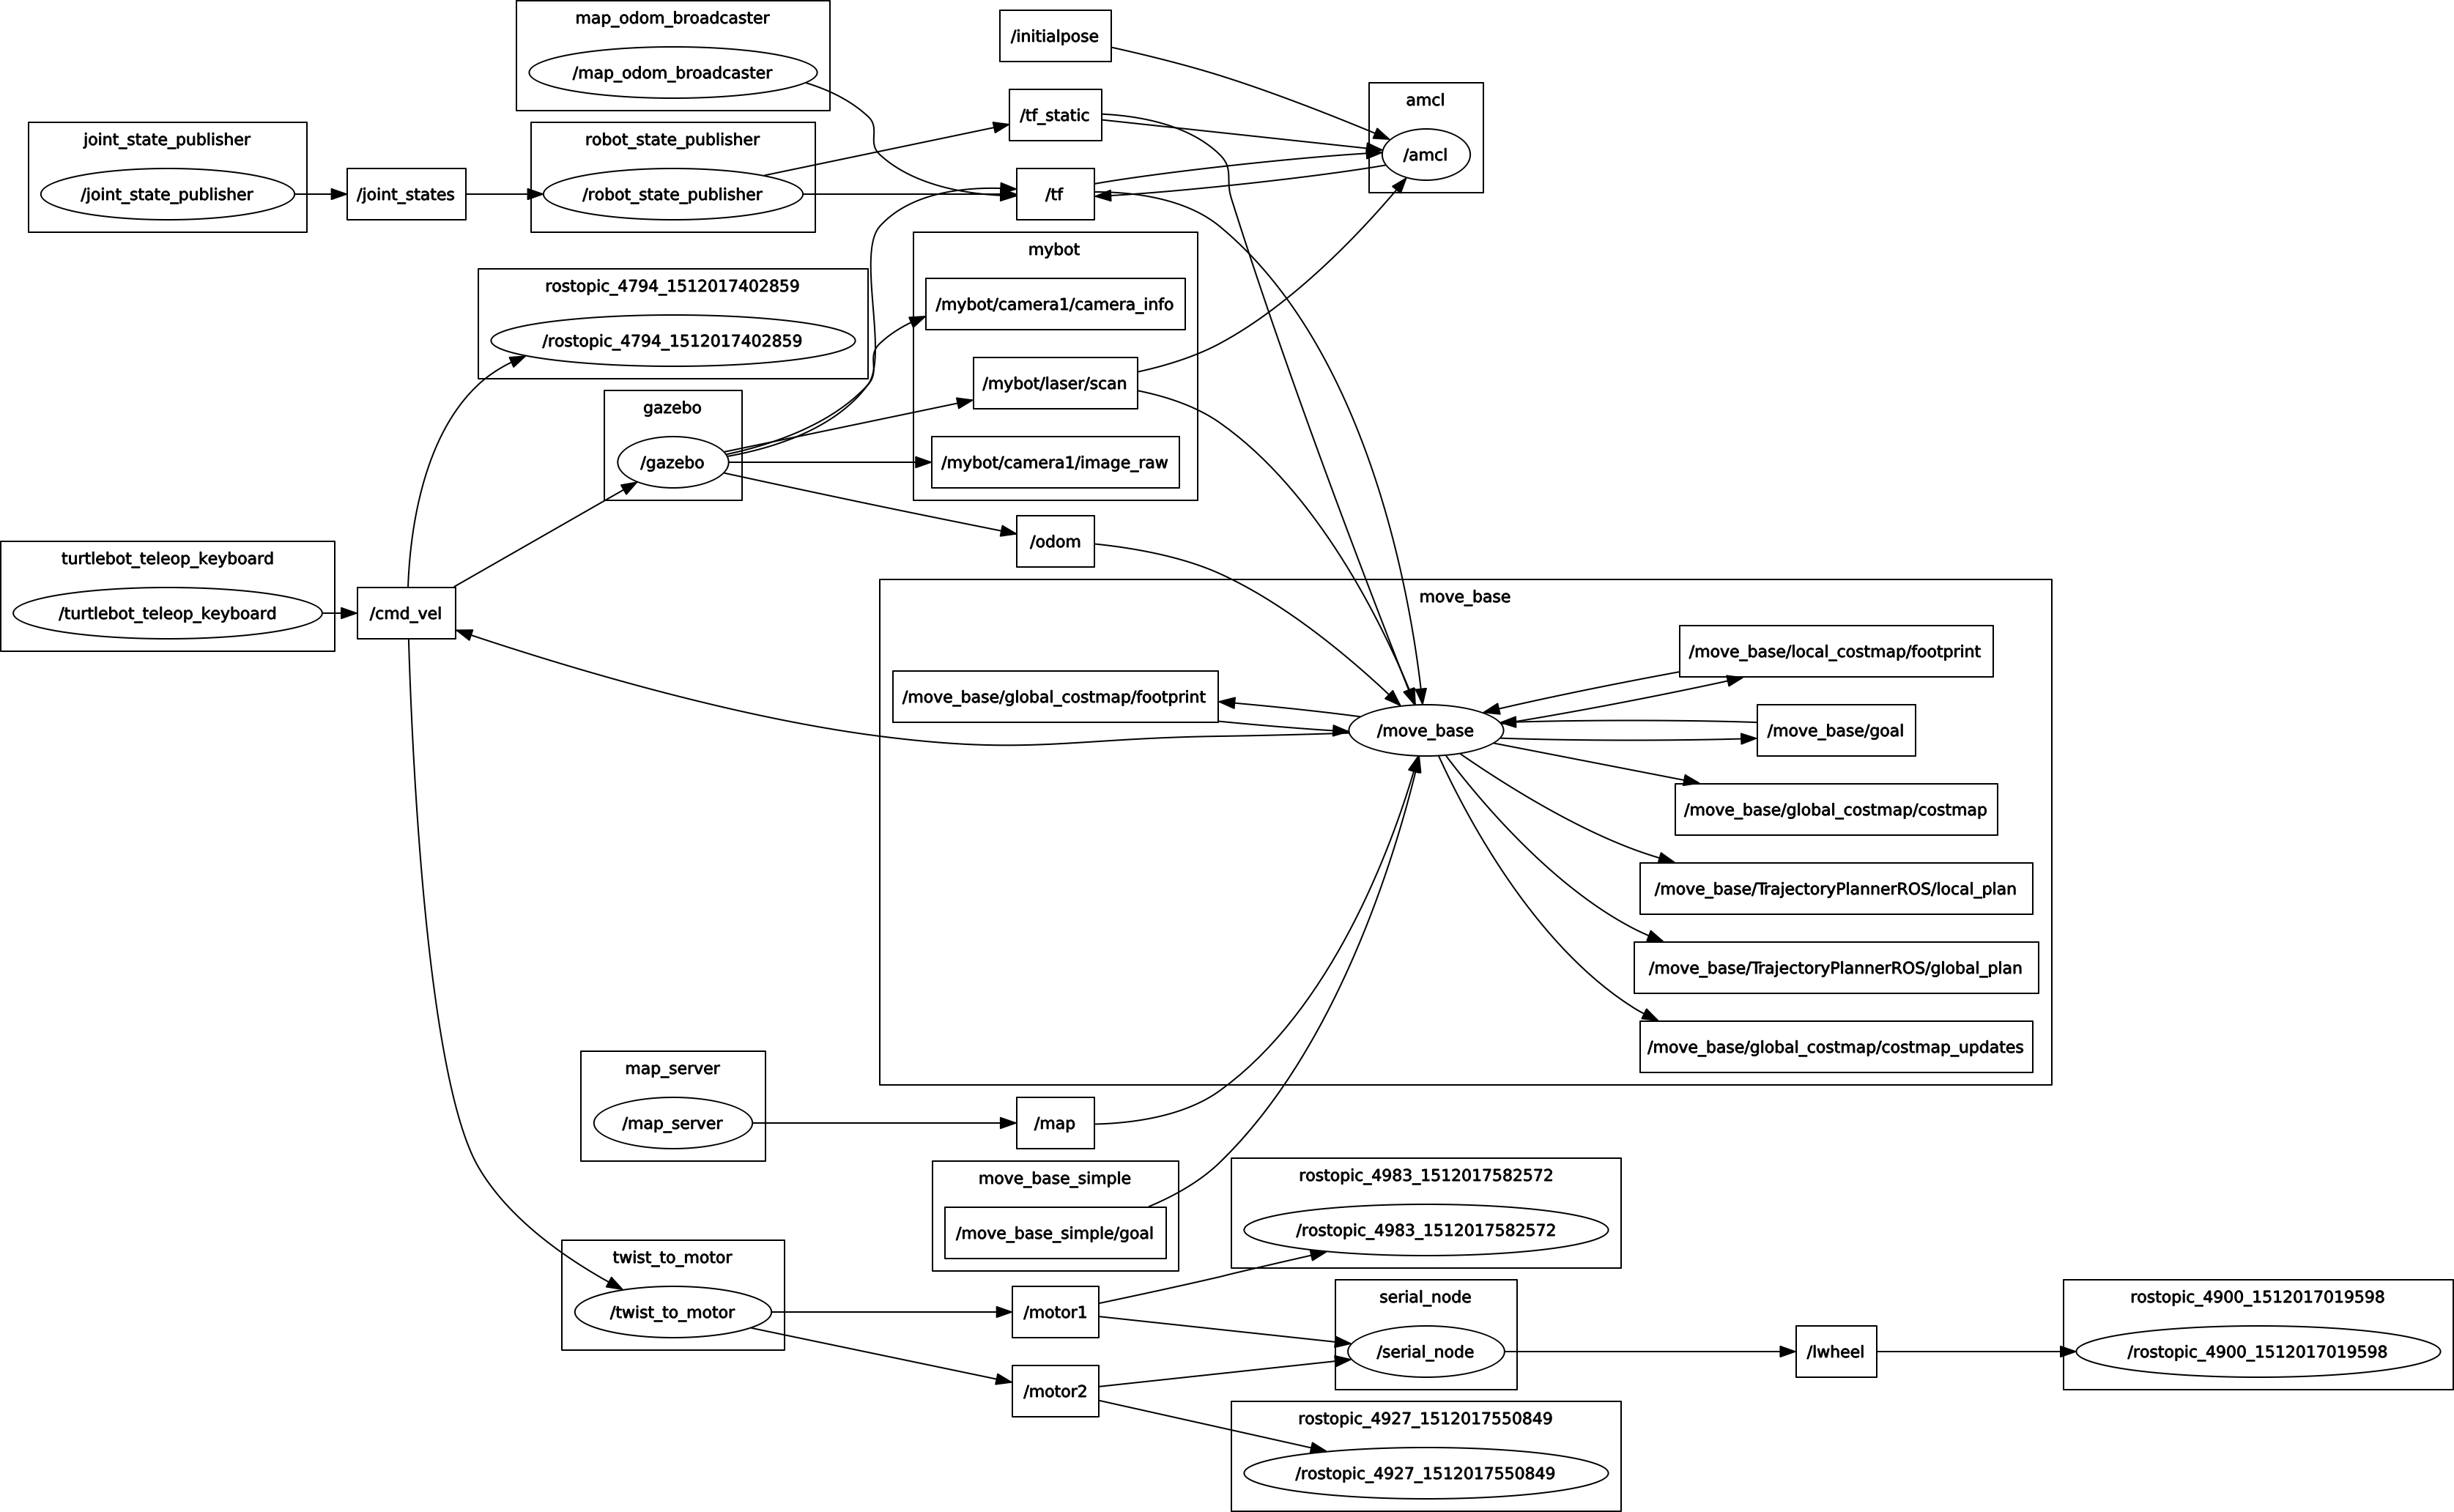 map_odom_broadcaster
/map_odom_broadcaster
/initialpose
/tf_static
amcl
/amcl
joint_state_publisher
/joint_state_publisher
/joint_states
robot_state_publisher
/robot_state_publisher
/tf
mybot
/mybot/camera1/camera_info
/mybot/laser/scan
/mybot/camera1/image_raw
rostopic_4794_1512017402859
/rostopic_4794_1512017402859
gazebo
/gazebo
/odom
turtlebot_teleop_keyboard
/turtlebot_teleop_keyboard
/cmd_vel
move_base
/move_base/global_costmap/footprint
/move_base
/move_base/local_costmap/footprint
/move_base/goal
/move_base/global_costmap/costmap
/move_base/TrajectoryPlannerROS/local_plan
/move_base/TrajectoryPlannerROS/global_plan
/move_base/global_costmap/costmap_updates
map_server
/map_server
/map
move_base_simple
/move_base_simple/goal
rostopic_4983_1512017582572
/rostopic_4983_1512017582572
twist_to_motor
/twist_to_motor
/motor1
/motor2
serial_node
/serial_node
/lwheel
rostopic_4900_1512017019598
/rostopic_4900_1512017019598
rostopic_4927_1512017550849
/rostopic_4927_1512017550849